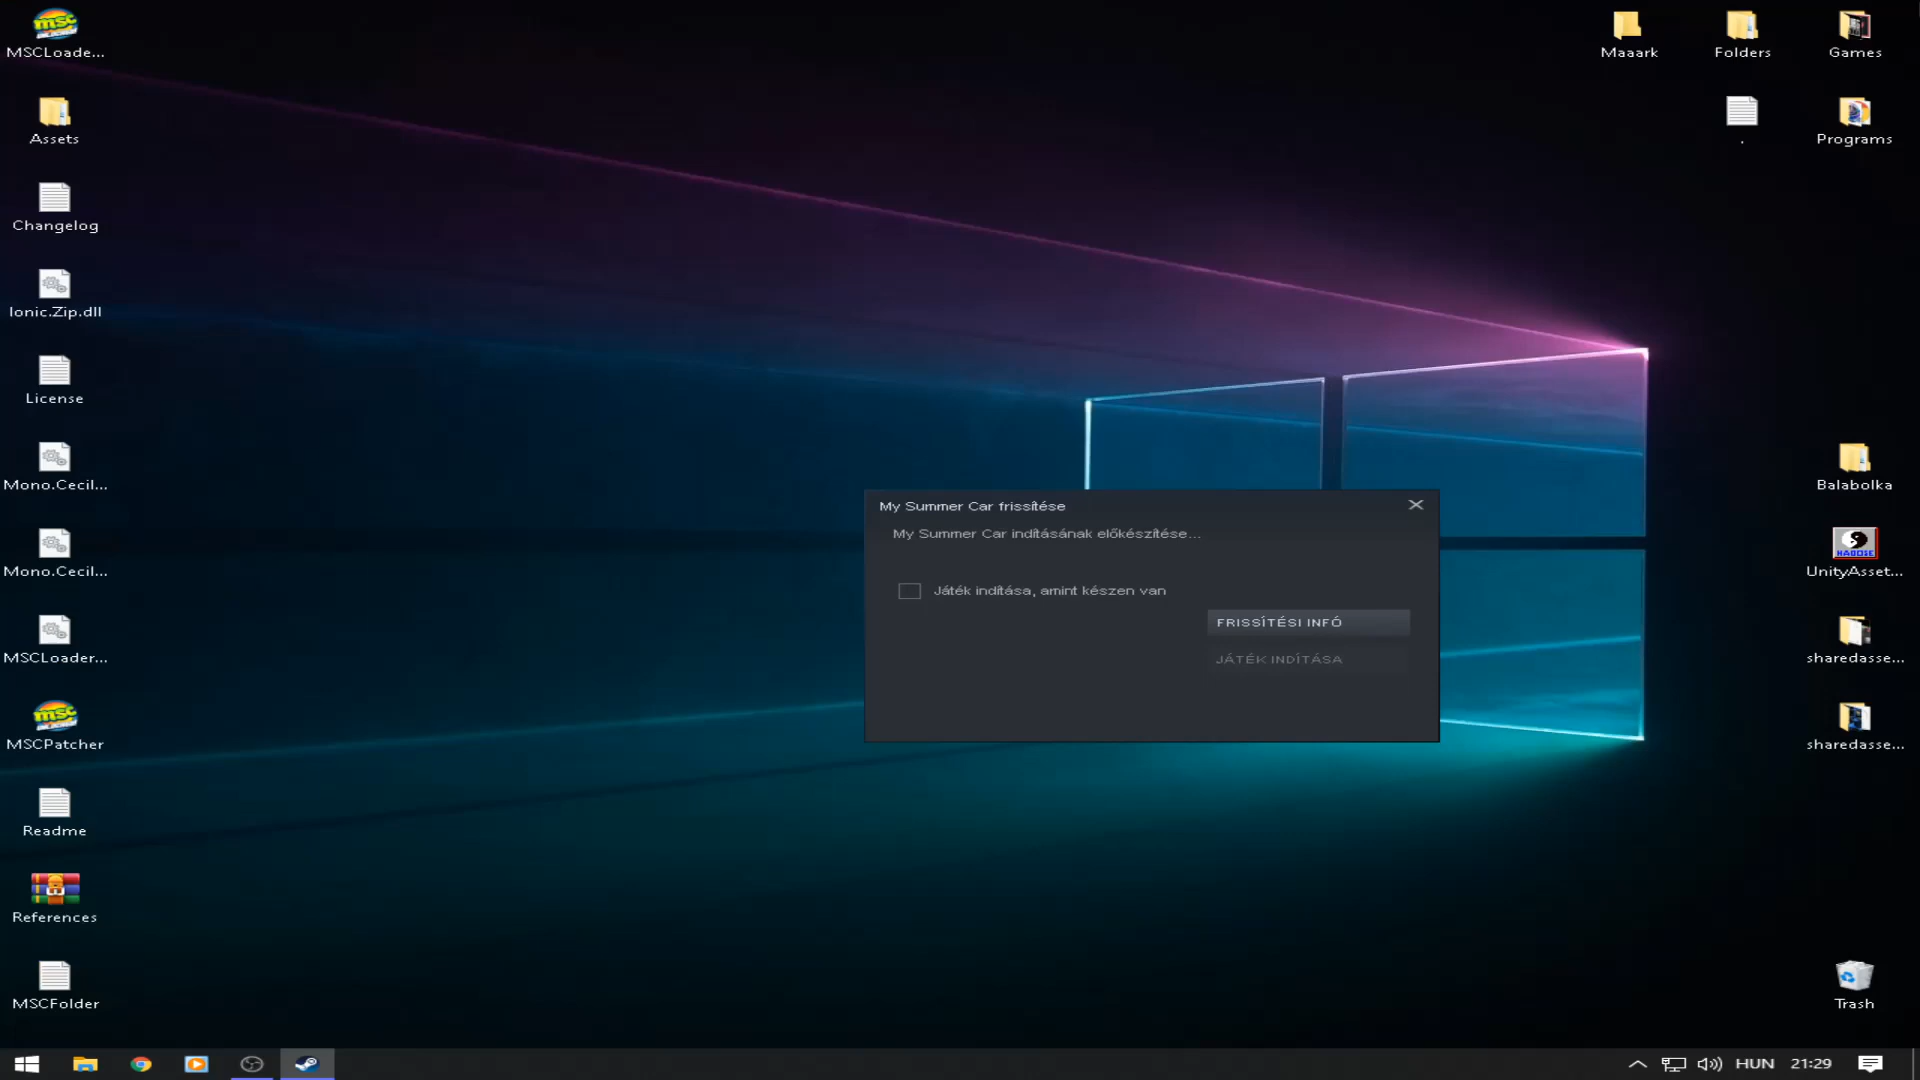 MSCLoade...
Assets
Changelog
Ionic.Zip.dll
License
Mono.Cecil...
Mono.Cecil...
MSCLoader...
MSCPatcher
Readme
References
MSCFolder
Maaark
Folders
Games
.
Programs
Balabolka
UnityAsset...
sharedasse...
sharedasse...
Trash
My Summer Car frissítése
My Summer Car indításának előkészítése...
Játék indítása, amint készen van
FRISSÍTÉSI INFÓ
JÁTÉK INDÍTÁSA
HUN
21:29